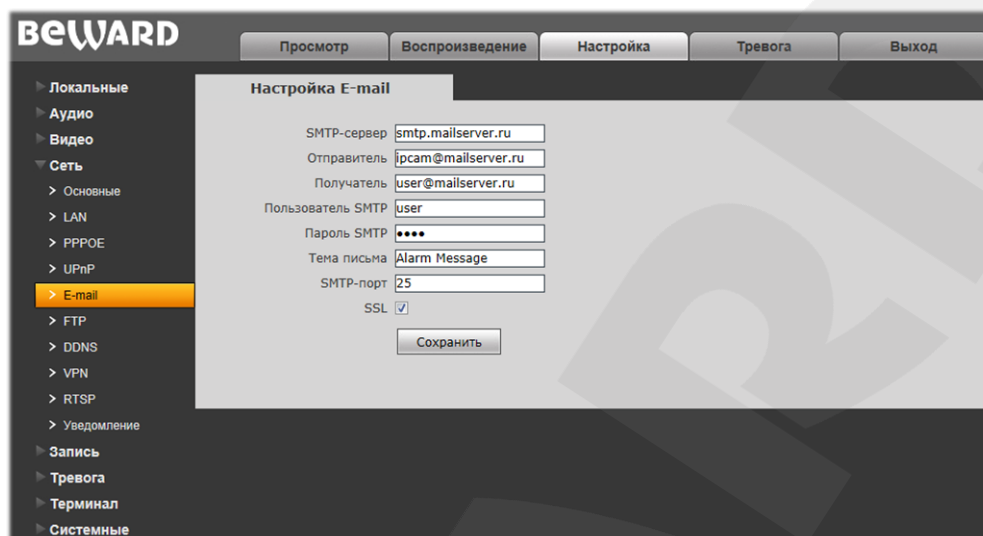 BEWARD
Просмотр
Воспроизведение
Настройка
Тревога
Выход
Локальные
Аудио
Видео
Сеть
Основные
LAN
PPPOE
UPnP
E-mail
FTP
DDNS
VPN
RTSP
Уведомление
Запись
Тревога
Терминал
Системные
Настройка E-mail
SMTP-сервер smtp.mailserver.ru
Отправитель ipcam@mailserver.ru
Получатель user@mailserver.ru
Пользователь SMTP user
Пароль SMTP ••••
Тема письма Alarm Message
SMTP-порт 25
SSL
Сохранить